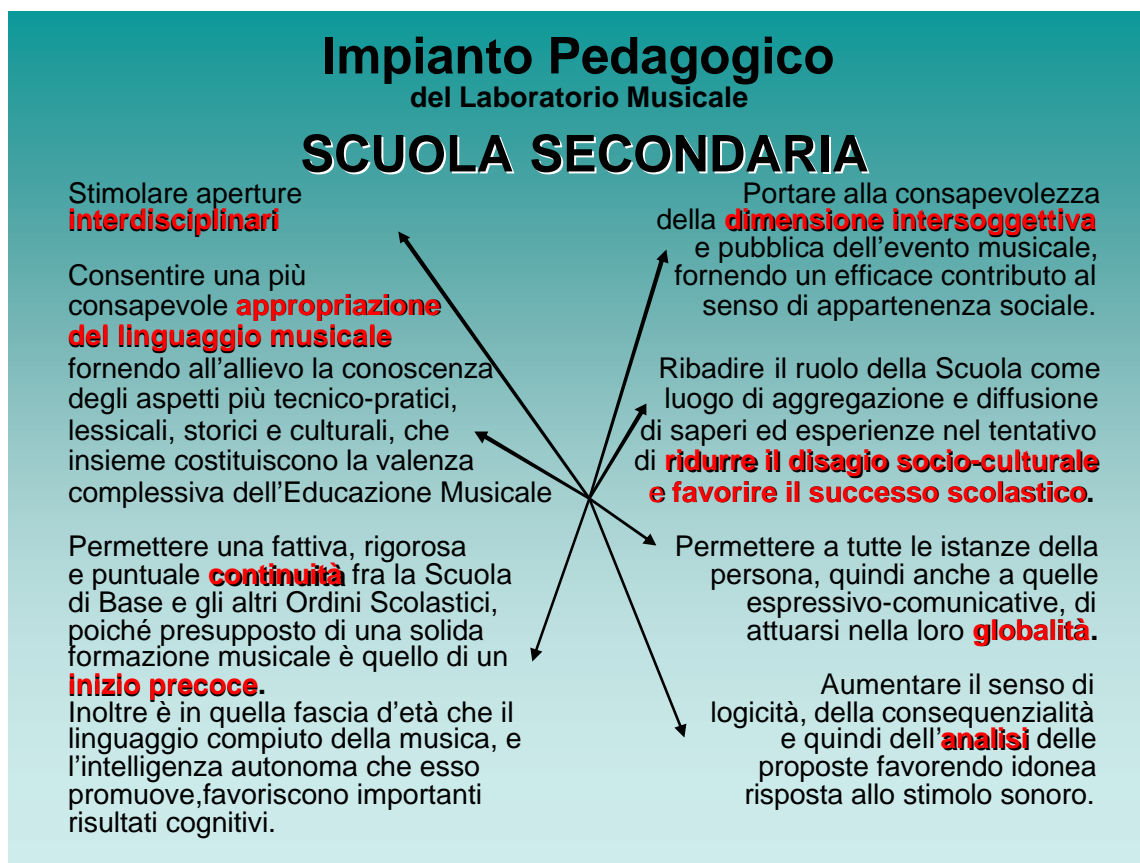 Impianto Pedagogico
del Laboratorio Musicale
SCUOLA SECONDARIA
Stimolare aperture
interdisciplinari
Consentire una più
consapevole appropriazione
del linguaggio musicale
fornendo all'allievo la conoscenza
degli aspetti più tecnico-pratici,
lessicali, storici e culturali, che
insieme costituiscono la valenza
complessiva dell'Educazione Musicale
Permettere una fattiva, rigorosa
e puntuale continuità fra la Scuola
di Base e gli altri Ordini Scolastici,
poiché presupposto di una solida
formazione musicale è quello di un
inizio precoce.
Inoltre è in quella fascia d'età che il
linguaggio compiuto della musica, e
l'intelligenza autonoma che esso
promuove,favoriscono importanti
risultati cognitivi.
Portare alla consapevolezza
della dimensione intersoggettiva
e pubblica dell'evento musicale,
fornendo un efficace contributo al
senso di appartenenza sociale.
Ribadire il ruolo della Scuola come
luogo di aggregazione e diffusione
di saperi ed esperienze nel tentativo
di ridurre il disagio socio-culturale
e favorire il successo scolastico.
Permettere a tutte le istanze della
persona, quindi anche a quelle
espressivo-comunicative, di
attuarsi nella loro globalità.
Aumentare il senso di
logicità, della consequenzialità
e quindi dell'analisi delle
proposte favorendo idonea
risposta allo stimolo sonoro.